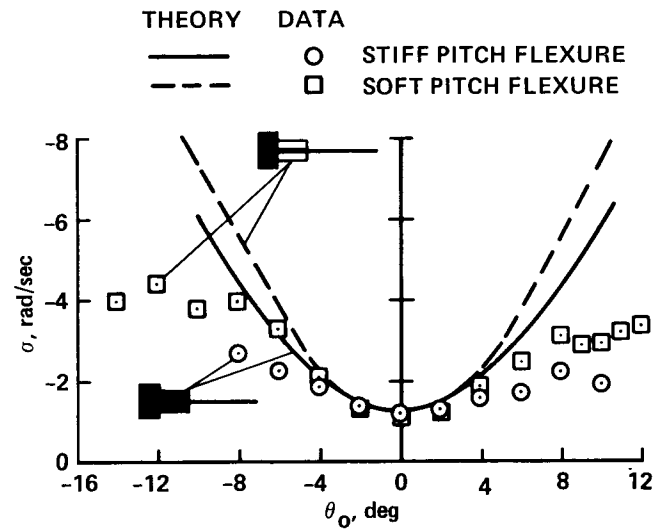 THEORY DATA
STIFF PITCH FLEXURE
SOFT PITCH FLEXURE
-8
-6
-4
-2
0
σ, rad/sec
-16 -12 -8 -4 0 4 8 12
θo, deg